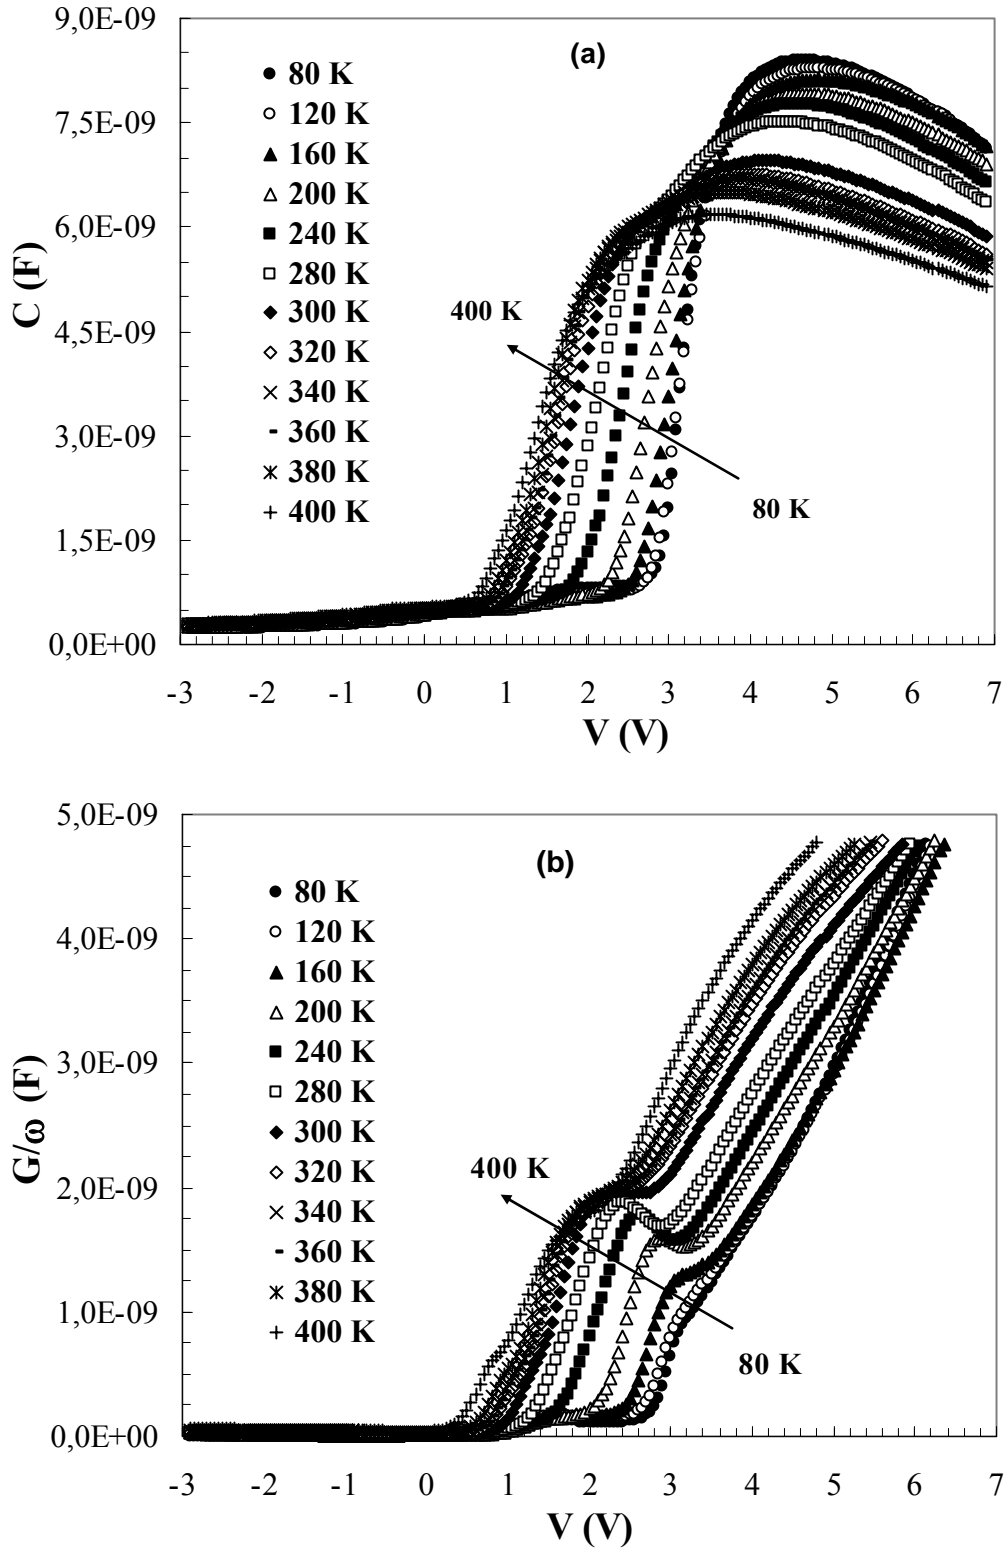 (a)
9,0E-09
7,5E-09
6,0E-09
4,5E-09
3,0E-09
1,5E-09
0,0E+00
C (F)
80 K
120 K
160 K
200 K
240 K
280 K
300 K
320 K
340 K
360 K
380 K
400 K
400 K
80 K
-3 -2 -1 0 1 2 3 4 5 6 7
V (V)
(b)
5,0E-09
4,0E-09
3,0E-09
2,0E-09
1,0E-09
0,0E+00
G/ω (F)
80 K
120 K
160 K
200 K
240 K
280 K
300 K
320 K
340 K
360 K
380 K
400 K
400 K
80 K
-3 -2 -1 0 1 2 3 4 5 6 7
V (V)